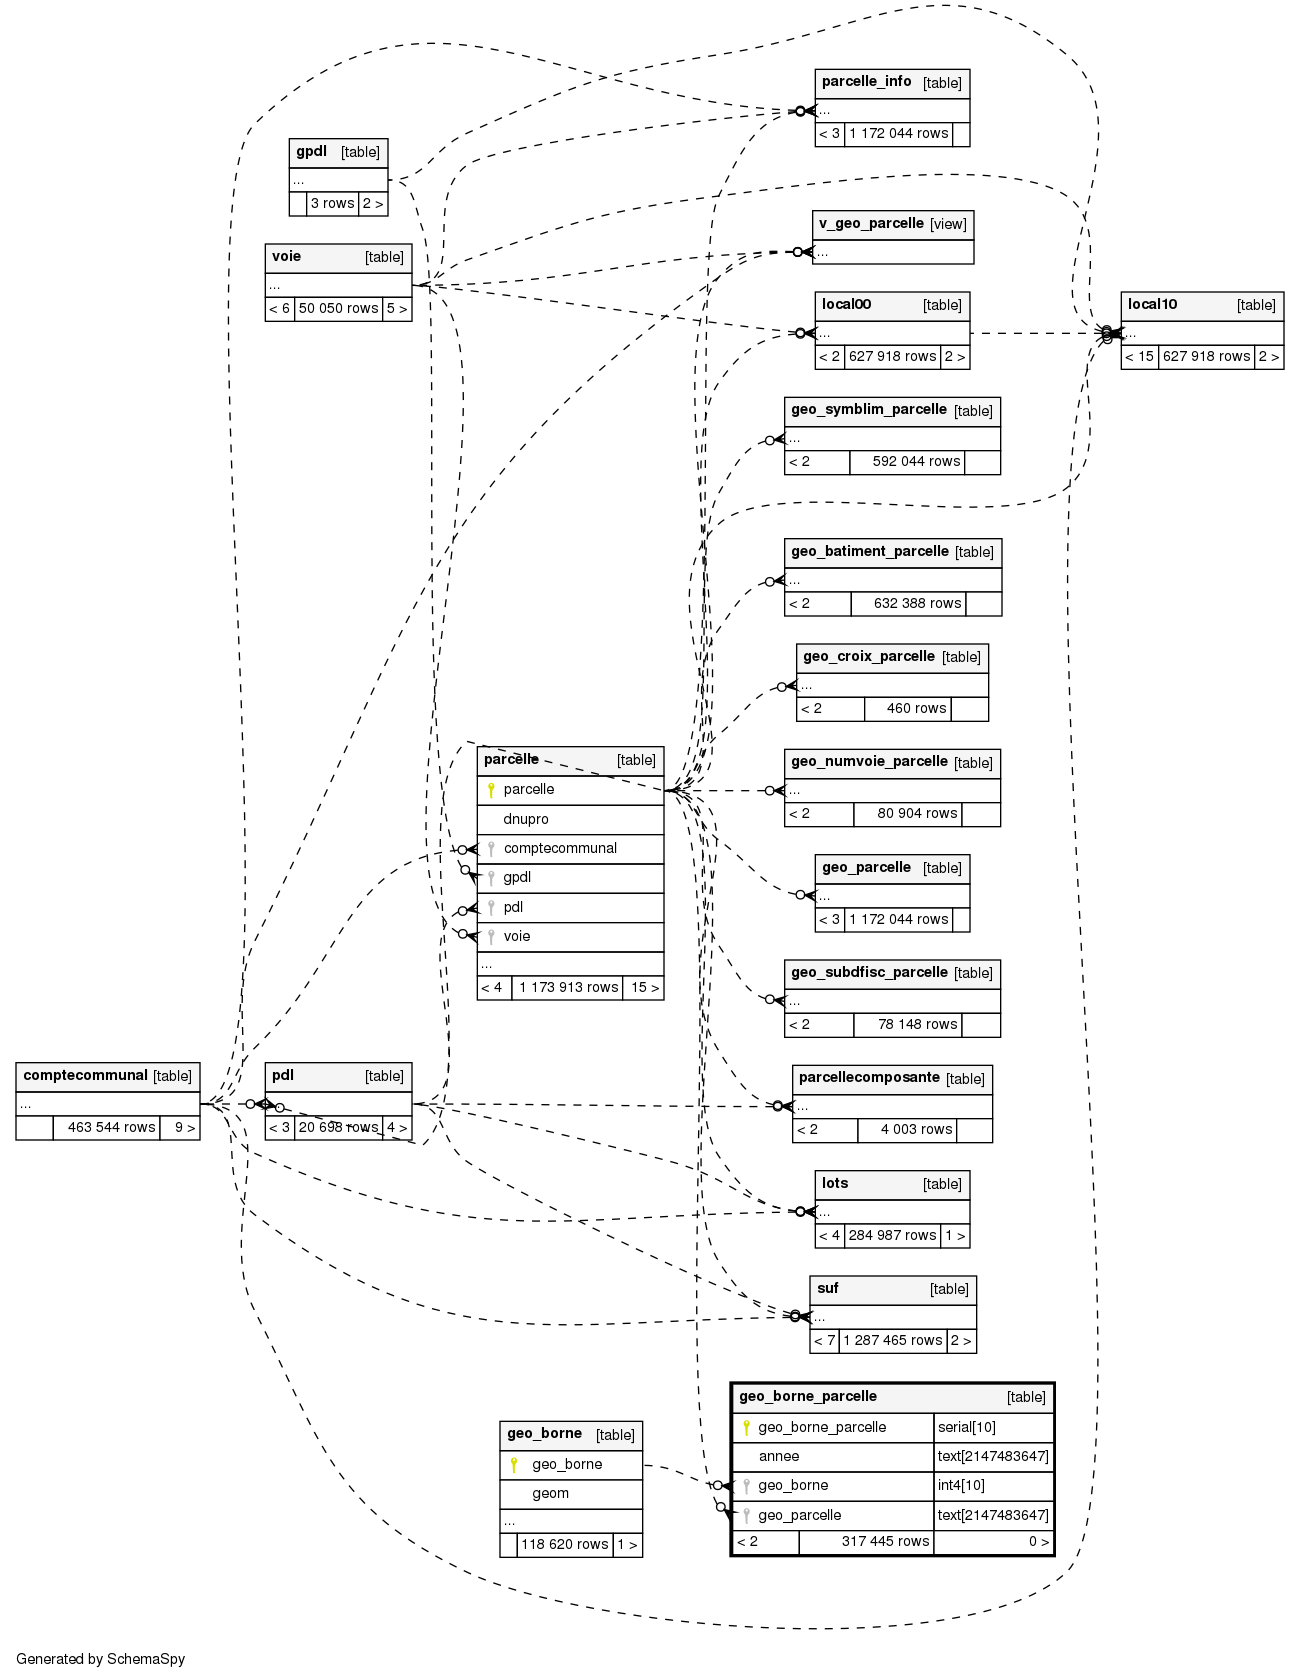 parcelle_info [table]
...
< 3 1 172 044 rows
gpdl [table]
...
3 rows 2 >
v_geo_parcelle [view]
...
voie [table]
...
< 6 50 050 rows 5 >
local00 [table]
...
< 2 627 918 rows 2 >
local10 [table]
...
< 15 627 918 rows 2 >
geo_symblim_parcelle [table]
...
< 2 592 044 rows
geo_batiment_parcelle [table]
...
< 2 632 388 rows
geo_croix_parcelle [table]
...
< 2 460 rows
parcelle [table]
parcelle
dnupro
comptecommunal
gpdl
pdl
voie
...
< 4 1 173 913 rows 15 >
geo_numvoie_parcelle [table]
...
< 2 80 904 rows
geo_parcelle [table]
...
< 3 1 172 044 rows
geo_subdfisc_parcelle [table]
...
< 2 78 148 rows
comptecommunal [table]
...
463 544 rows 9 >
pdl [table]
< 3 20 698 rows 4 >
parcellecomposante [table]
...
< 2 4 003 rows
lots [table]
...
< 4 284 987 rows 1 >
suf [table]
...
< 7 1 287 465 rows 2 >
geo_borne_parcelle [table]
geo_borne_parcelle serial[10]
annee text[2147483647]
geo_borne int4[10]
geo_parcelle text[2147483647]
< 2 317 445 rows 0 >
geo_borne [table]
geo_borne
geom
...
118 620 rows 1 >
Generated by SchemaSpy